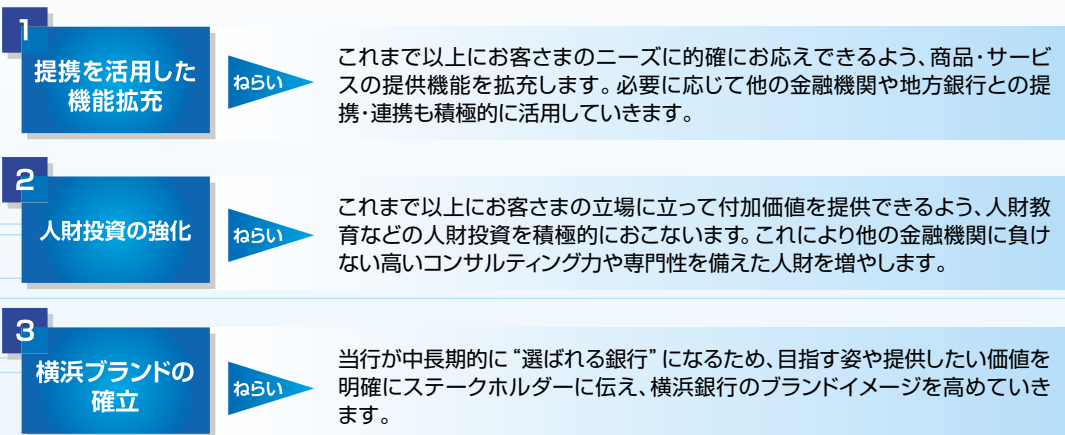 1
提携を活用した
機能拡充
ねらい
これまで以上にお客さまのニーズに的確にお応えできるよう、商品・サービ
スの提供機能を拡充します。必要に応じて他の金融機関や地方銀行との提
携・連携も積極的に活用していきます。
2
人財投資の強化
ねらい
これまで以上にお客さまの立場に立って付加価値を提供できるよう、人財教
育などの人財投資を積極的におこないます。これにより他の金融機関に負け
ない高いコンサルティング力や専門性を備えた人財を増やします。
3
横浜ブランドの
確立
ねらい
当行が中長期的に“選ばれる銀行”になるため、目指す姿や提供したい価値を
明確にステークホルダーに伝え、横浜銀行のブランドイメージを高めていき
ます。